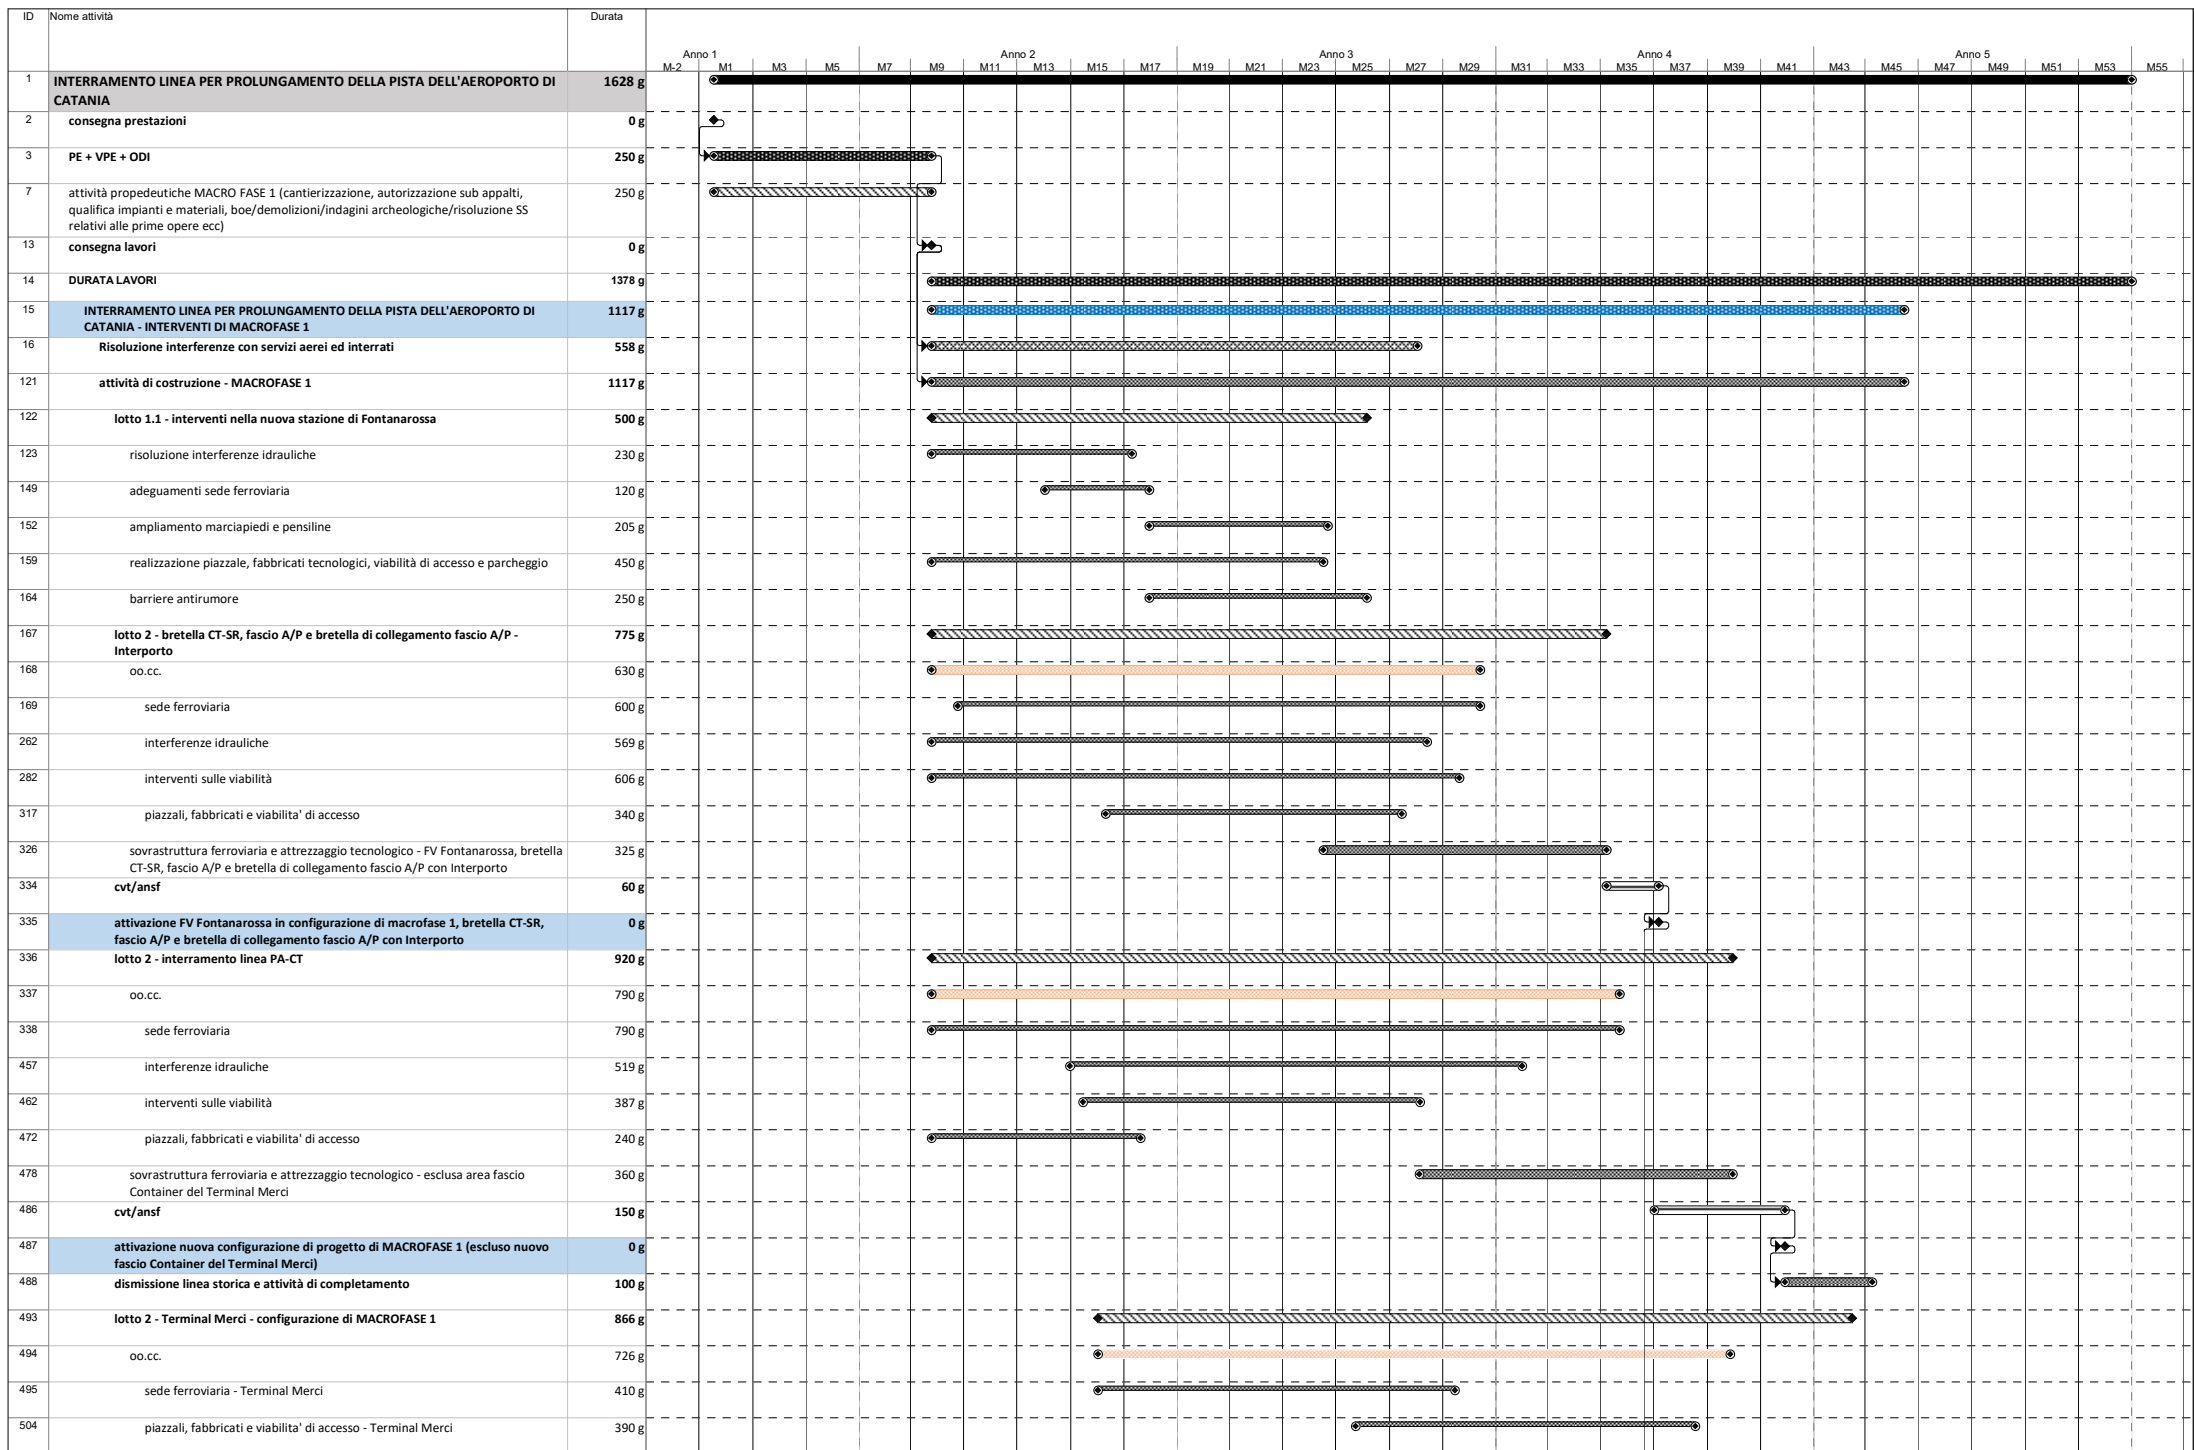 ID Nome attività Durata
Anno 1 Anno 2 Anno 3 Anno 4 Anno 5
M-2 M1 M3 M5 M7 M9 M11 M13 M15 M17 M19 M21 M23 M25 M27 M29 M31 M33 M35 M37 M39 M41 M43 M45 M47 M49 M51 M53 M55
1 INTERRAMENTO LINEA PER PROLUNGAMENTO DELLA PISTA DELL'AEROPORTO DI 1628 g
CATANIA
2 consegna prestazioni 0 g
3 PE + VPE + ODI 250 g
7 attività propedeutiche MACRO FASE 1 (cantierizzazione, autorizzazione sub appalti, 250 g
qualifica impianti e materiali, boe/demolizioni/indagini archeologiche/risoluzione SS
relativi alle prime opere ecc)
13 consegna lavori 0 g
14 DURATA LAVORI 1378 g
15 INTERRAMENTO LINEA PER PROLUNGAMENTO DELLA PISTA DELL'AEROPORTO DI 1117 g
CATANIA - INTERVENTI DI MACROFASE 1
16 Risoluzione interferenze con servizi aerei ed interrati 558 g
121 attività di costruzione - MACROFASE 1 1117 g
122 lotto 1.1 - interventi nella nuova stazione di Fontanarossa 500 g
123 risoluzione interferenze idrauliche 230 g
149 adeguamenti sede ferroviaria 120 g
152 ampliamento marciapiedi e pensiline 205 g
159 realizzazione piazzale, fabbricati tecnologici, viabilità di accesso e parcheggio 450 g
164 barriere antirumore 250 g
167 lotto 2 - bretella CT-SR, fascio A/P e bretella di collegamento fascio A/P - 775 g
Interporto
168 oo.cc. 630 g
169 sede ferroviaria 600 g
262 interferenze idrauliche 569 g
282 interventi sulle viabilità 606 g
317 piazzali, fabbricati e viabilita' di accesso 340 g
326 sovrastruttura ferroviaria e attrezzaggio tecnologico - FV Fontanarossa, bretella 325 g
CT-SR, fascio A/P e bretella di collegamento fascio A/P con Interporto
334 cvt/ansf 60 g
335 attivazione FV Fontanarossa in configurazione di macrofase 1, bretella CT-SR, 0 g
fascio A/P e bretella di collegamento fascio A/P con Interporto
336 lotto 2 - interramento linea PA-CT 920 g
337 oo.cc. 790 g
338 sede ferroviaria 790 g
457 interferenze idrauliche 519 g
462 interventi sulle viabilità 387 g
472 piazzali, fabbricati e viabilita' di accesso 240 g
478 sovrastruttura ferroviaria e attrezzaggio tecnologico - esclusa area fascio 360 g
Container del Terminal Merci
486 cvt/ansf 150 g
487 attivazione nuova configurazione di progetto di MACROFASE 1 (escluso nuovo 0 g
fascio Container del Terminal Merci)
488 dismissione linea storica e attività di completamento 100 g
493 lotto 2 - Terminal Merci - configurazione di MACROFASE 1 866 g
494 oo.cc. 726 g
495 sede ferroviaria - Terminal Merci 410 g
504 piazzali, fabbricati e viabilita' di accesso - Terminal Merci 390 g